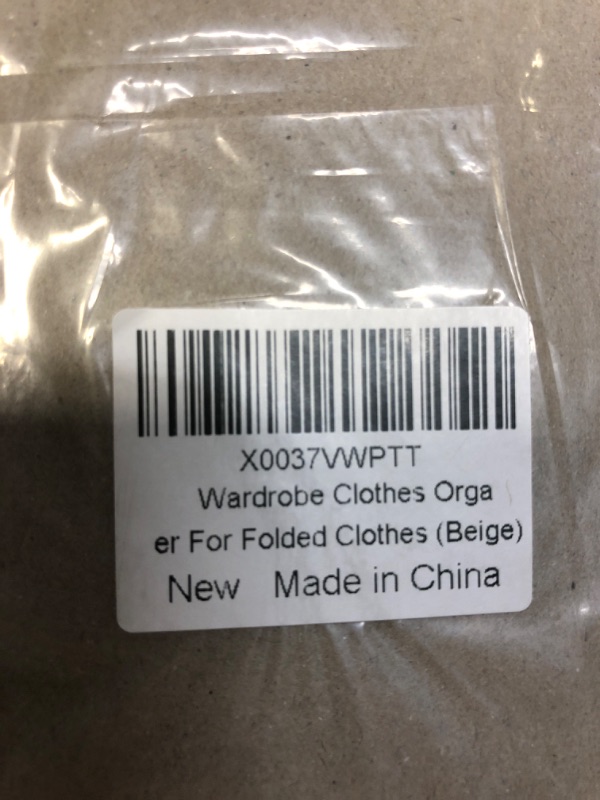 X0037VWPTT
Wardrobe Clothes Orga
er For Folded Clothes (Beige)
New Made in China